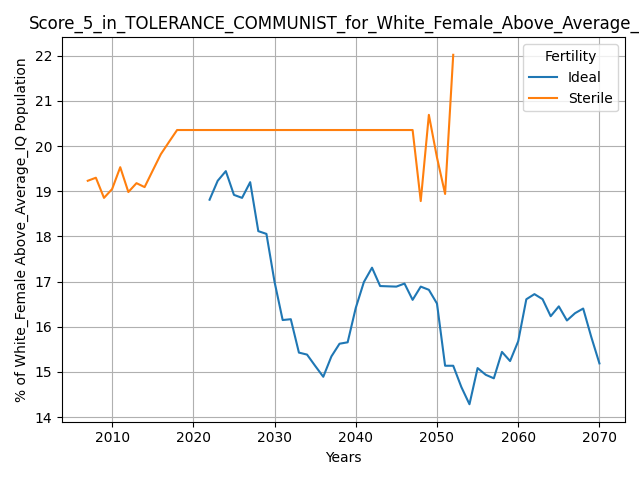 Score_5_in_TOLERANCE_COMMUNIST_for_White_Female_Above_Average_
Fertility
Ideal
Sterile
% of White_Female Above_Average_IQ Population
22
21
20
19
18
17
16
15
14
2010
2020
2030
2040
2050
2060
2070
Years